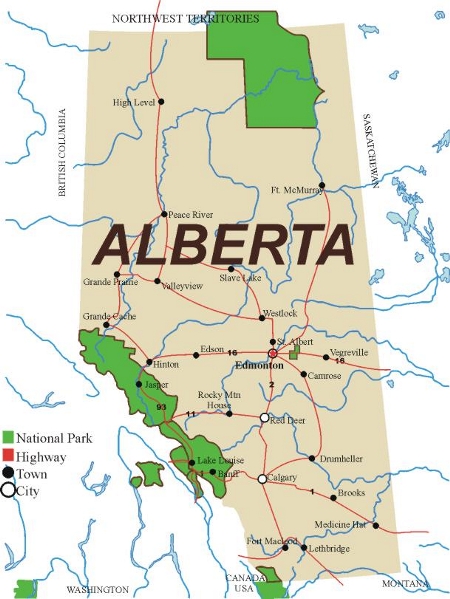 NORTHWEST TERRITORIES
High Level
BRITISH COLUMBIA
SASKATCHEWAN
Ft. McMurray
Peace River
ALBERTA
Grande Prairie
Valleyview
Slave Lake
Grande Cache
Westlock
St. Albert
Edson
16
Vegreville
16
Hinton
Edmonton
Camrose
Jasper
2
Rocky Mtn
House
93
11
Red Deer
National Park
Highway
Town
City
Lake Louise
1
Banff
Drumheller
Calgary
1
Brooks
Medicine Hat
Fort Macleod
Lethbridge
CANADA
USA
WASHINGTON
MONTANA